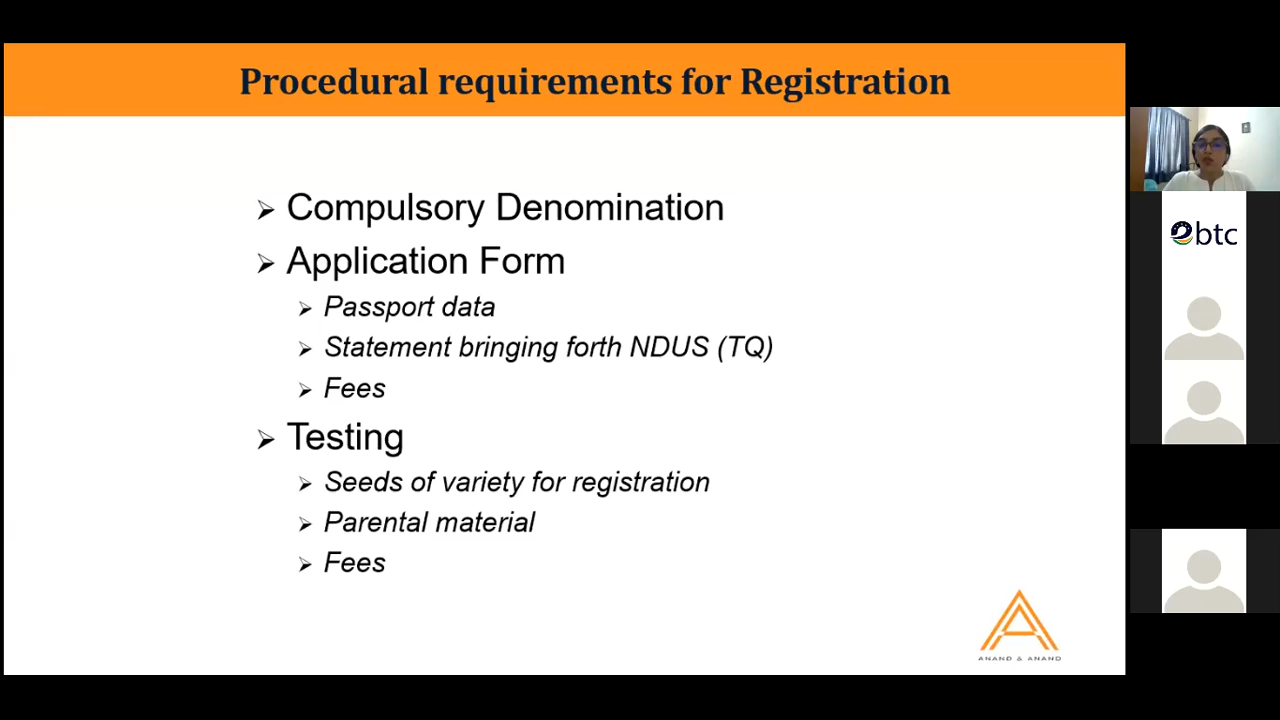 Procedural requirements for Registration
Compulsory Denomination
Application Form
Passport data
Statement bringing forth NDUS (TQ)
Fees
Testing
Seeds of variety for registration
Parental material
Fees
ANAND & ANAND
btc